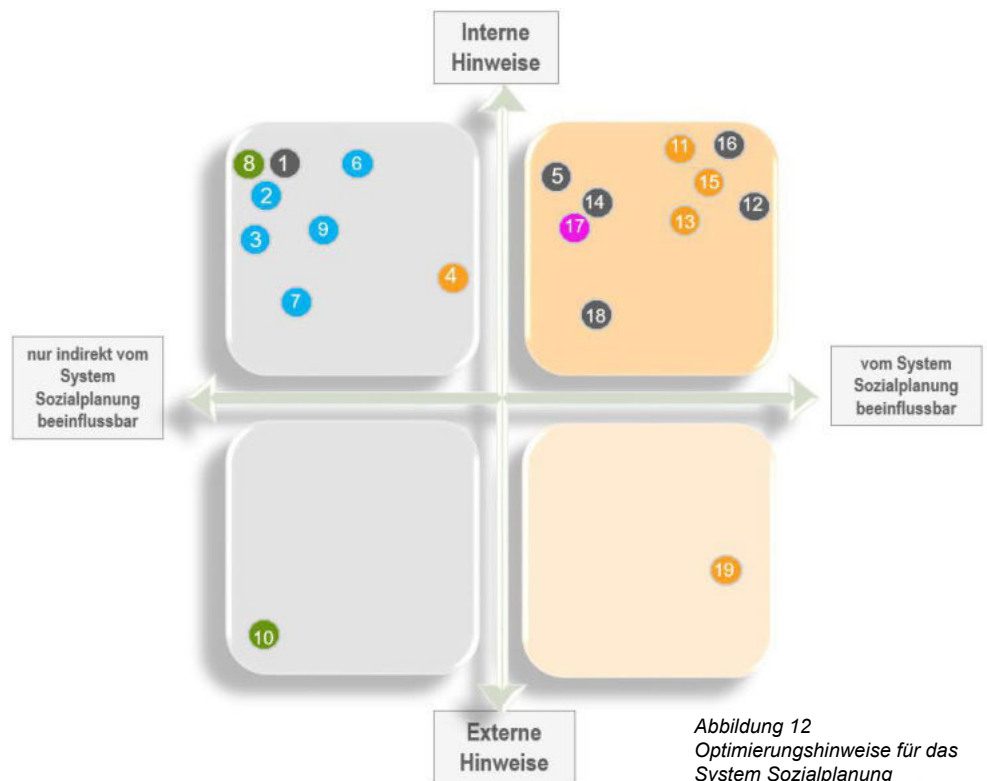 Interne
Hinweise
11
16
8
1
6
5
15
2
14
12
13
17
3
9
4
7
18
nur indirekt vom
System
Sozialplanung
beeinflussbar
vom System
Sozialplanung
beeinflussbar
19
10
Externe
Hinweise
Abbildung 12
Optimierungshinweise für das
System Sozialplanung